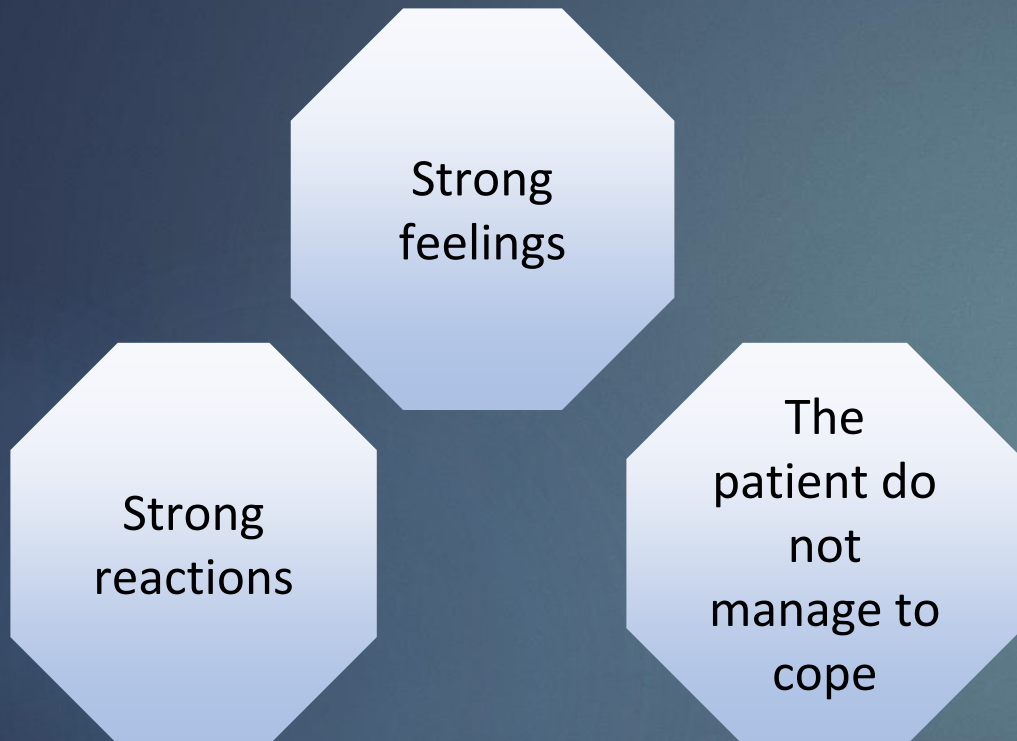 Strong
feelings
Strong
reactions
The
patient do
not
manage to
cope